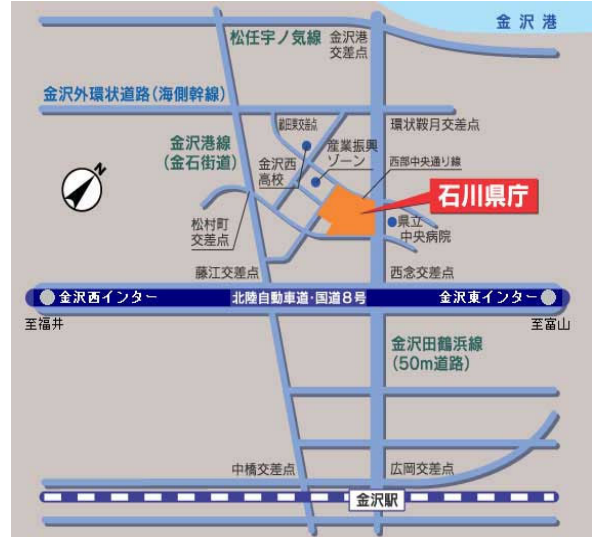 金沢港
松任宇ノ気線
金沢港
交差点
金沢外環状道路(海側幹線)
環状鞍月交差点
金沢港線
(金石街道)
金沢西
高校
産業振興
ゾーン
西部中央通り線
N
石川県庁
松村町
交差点
県立
中央病院
藤江交差点
西念交差点
金沢西インター
北陸自動車道・国道8号
金沢東インター
至福井
至富山
金沢田鶴浜線
(50m道路)
中橋交差点
広岡交差点
金沢駅